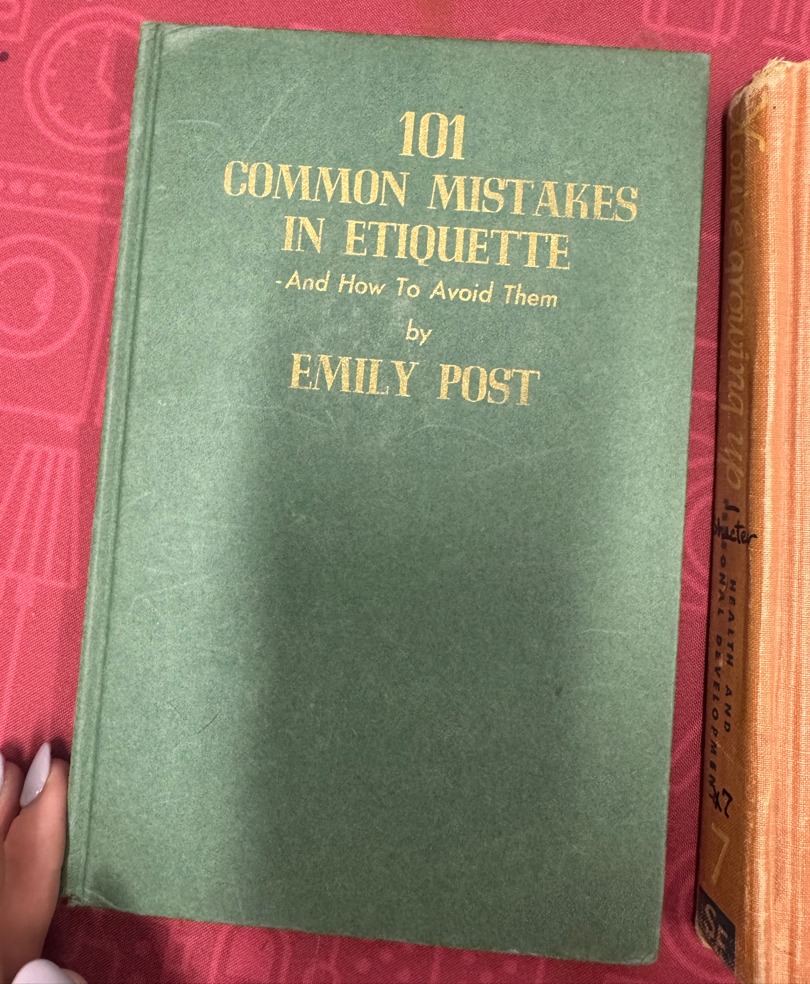 101
COMMON MISTAKES
IN ETIQUETTE
-And How To Avoid Them
by
EMILY POST
You're growing up
HEALTH AND
PERSONAL DEVELOPMENT